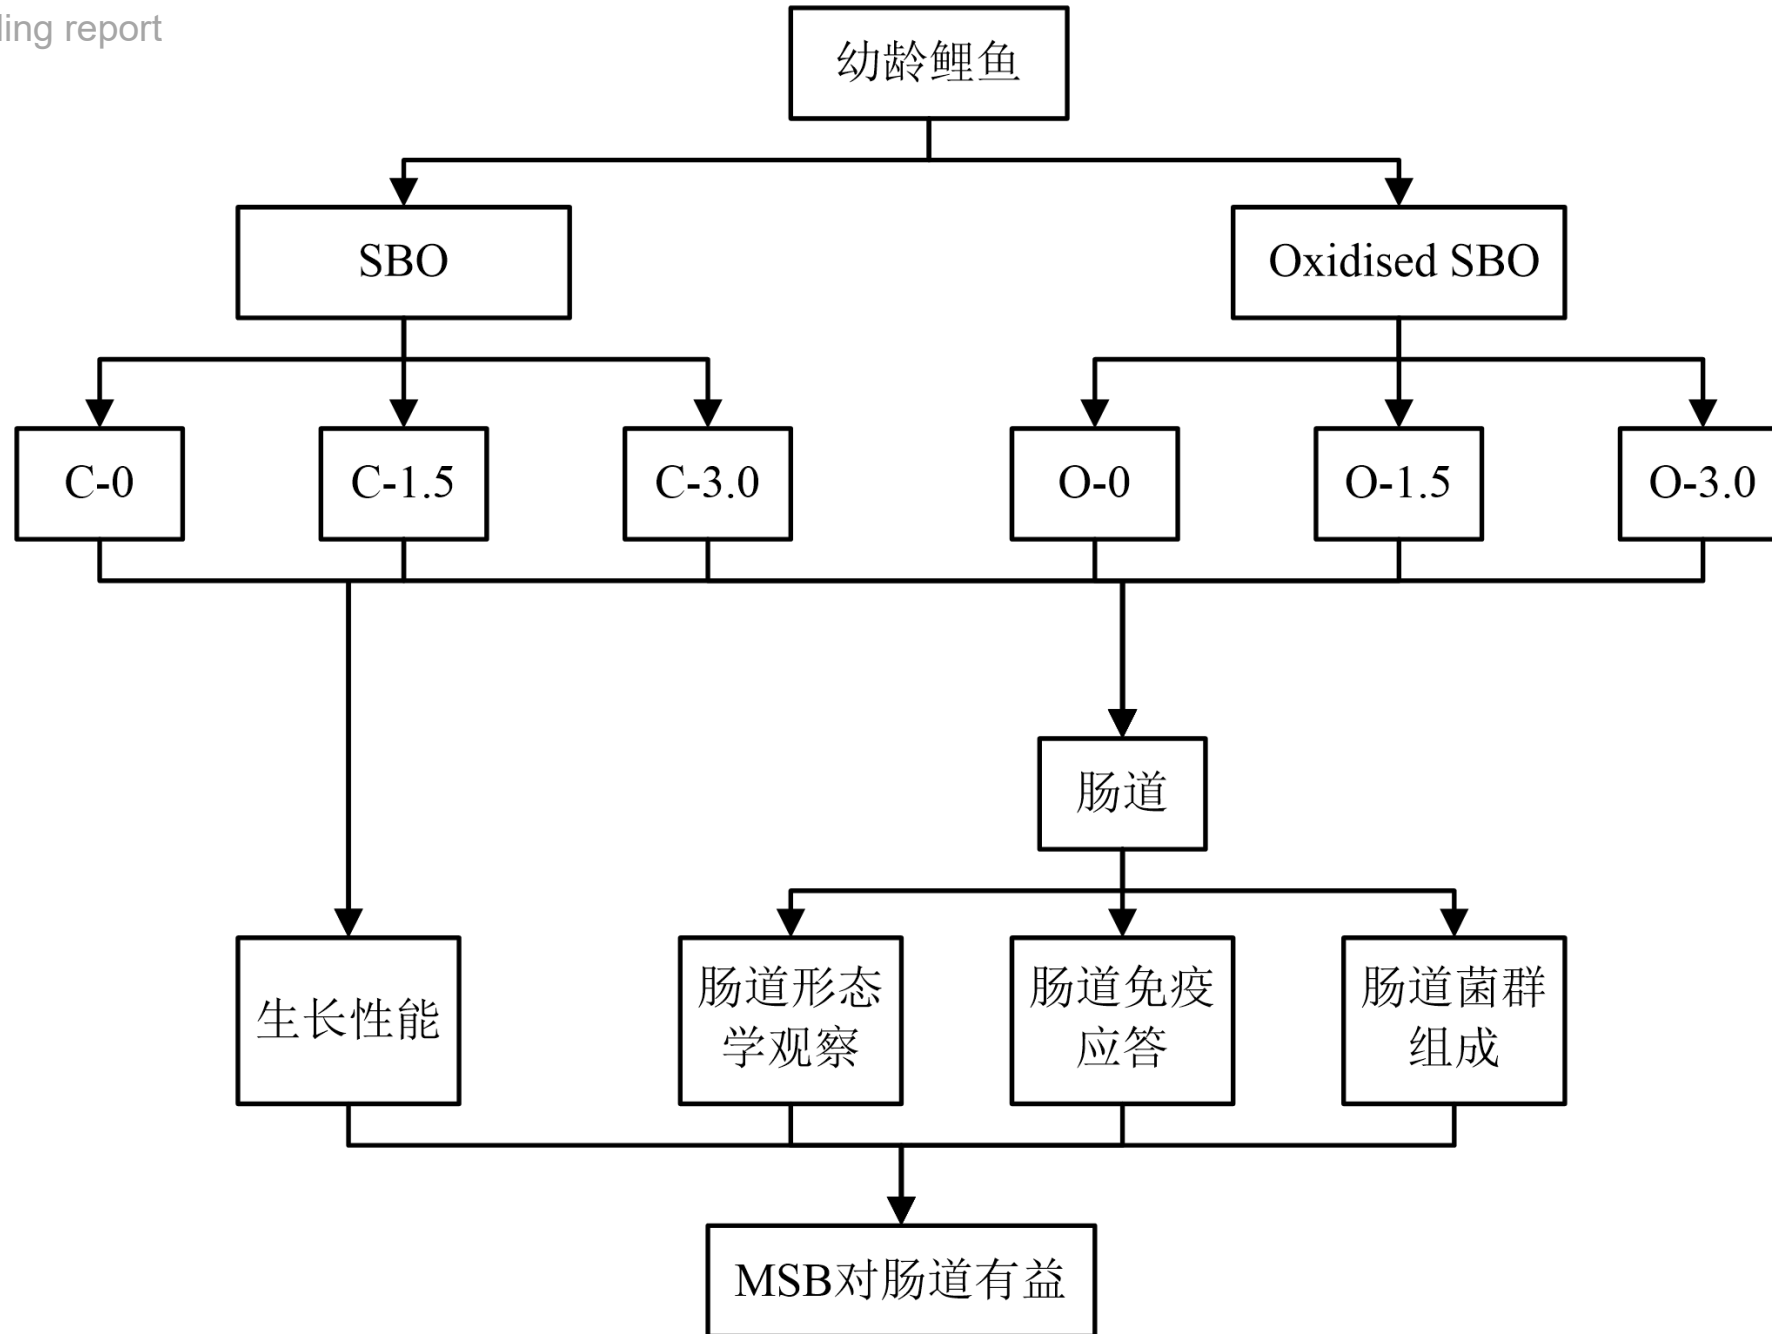 ling report
幼龄鲤鱼
SBO
Oxidised SBO
C-0
C-1.5
C-3.0
O-0
O-1.5
O-3.0
肠道
生长性能
肠道形态
学观察
肠道免疫
应答
肠道菌群
组成
MSB对肠道有益